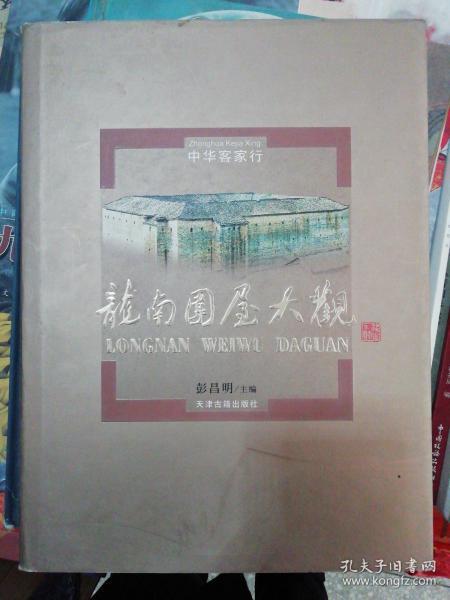 Zhonghua Kejia Xing
中华客家行
龍南圍屋大觀
LONGNAN WEIWU DAGUAN
彭昌明/主编
天津古籍出版社
孔夫子旧书网
www.kongfz.com